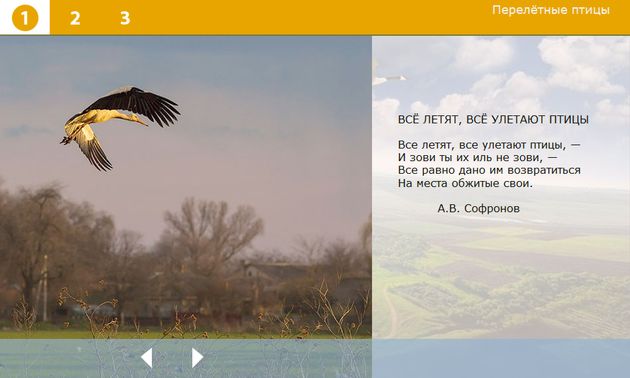 1 2 3
Перелётные птицы
ВСЁ ЛЕТЯТ, ВСЁ УЛЕТАЮТ ПТИЦЫ
Все летят, все улетают птицы, —
И зови ты их иль не зови, —
Все равно дано им возвратиться
На места обжитые свои.
А.В. Софронов